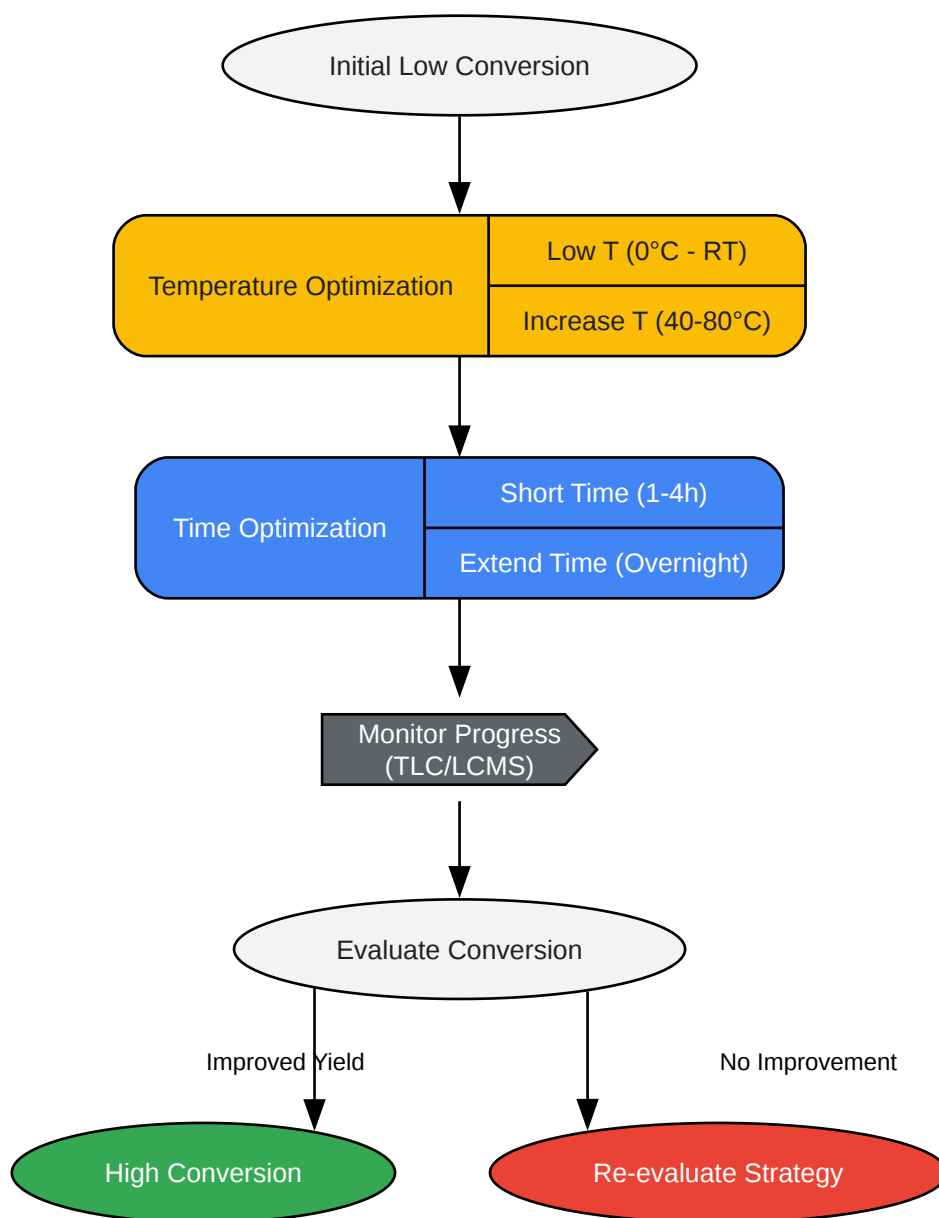 Initial Low Conversion
Temperature Optimization
Low T (0°C - RT)
Increase T (40-80°C)
Time Optimization
Short Time (1-4h)
Extend Time (Overnight)
Monitor Progress
(TLC/LCMS)
Evaluate Conversion
Improved Yield
No Improvement
High Conversion
Re-evaluate Strategy